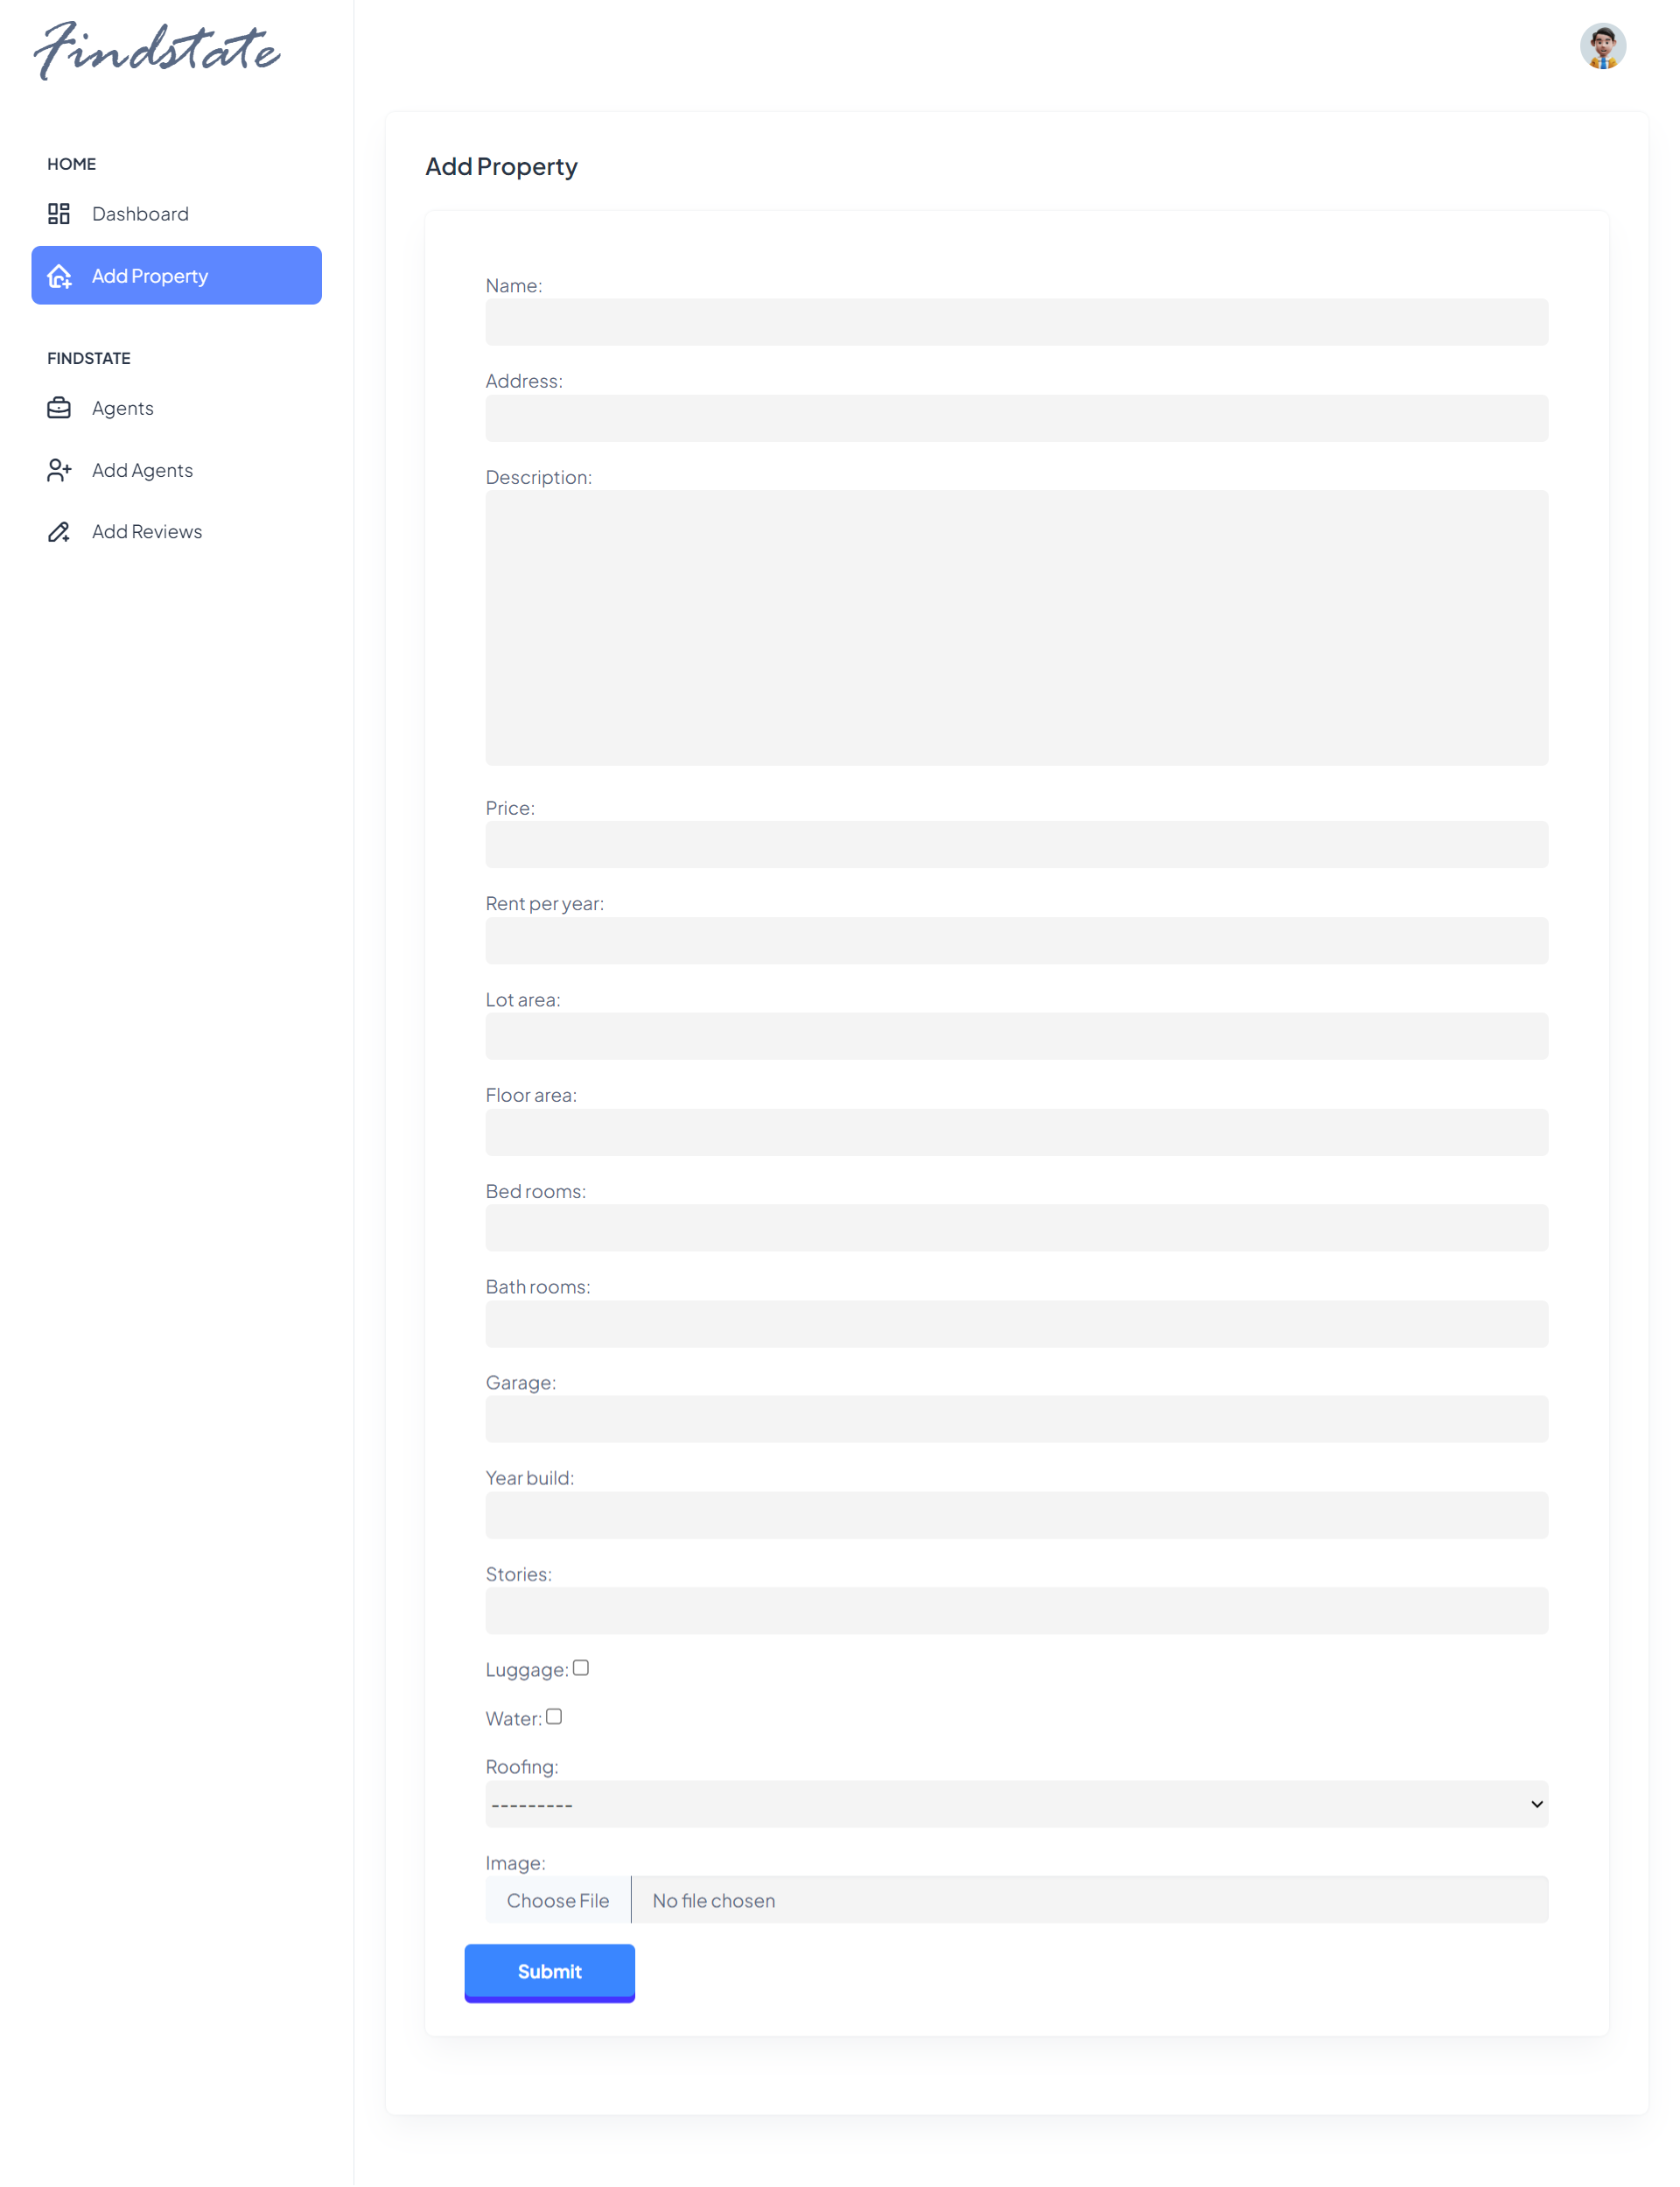 Findstate
HOME
Dashboard
Add Property
FINDSTATE
Agents
Add Agents
Add Reviews
Add Property
Name:
Address:
Description:
Price:
Rent per year:
Lot area:
Floor area:
Bed rooms:
Bath rooms:
Garage:
Year build:
Stories:
Luggage:
Water:
Roofing:
---------
Image:
Choose File No file chosen
Submit